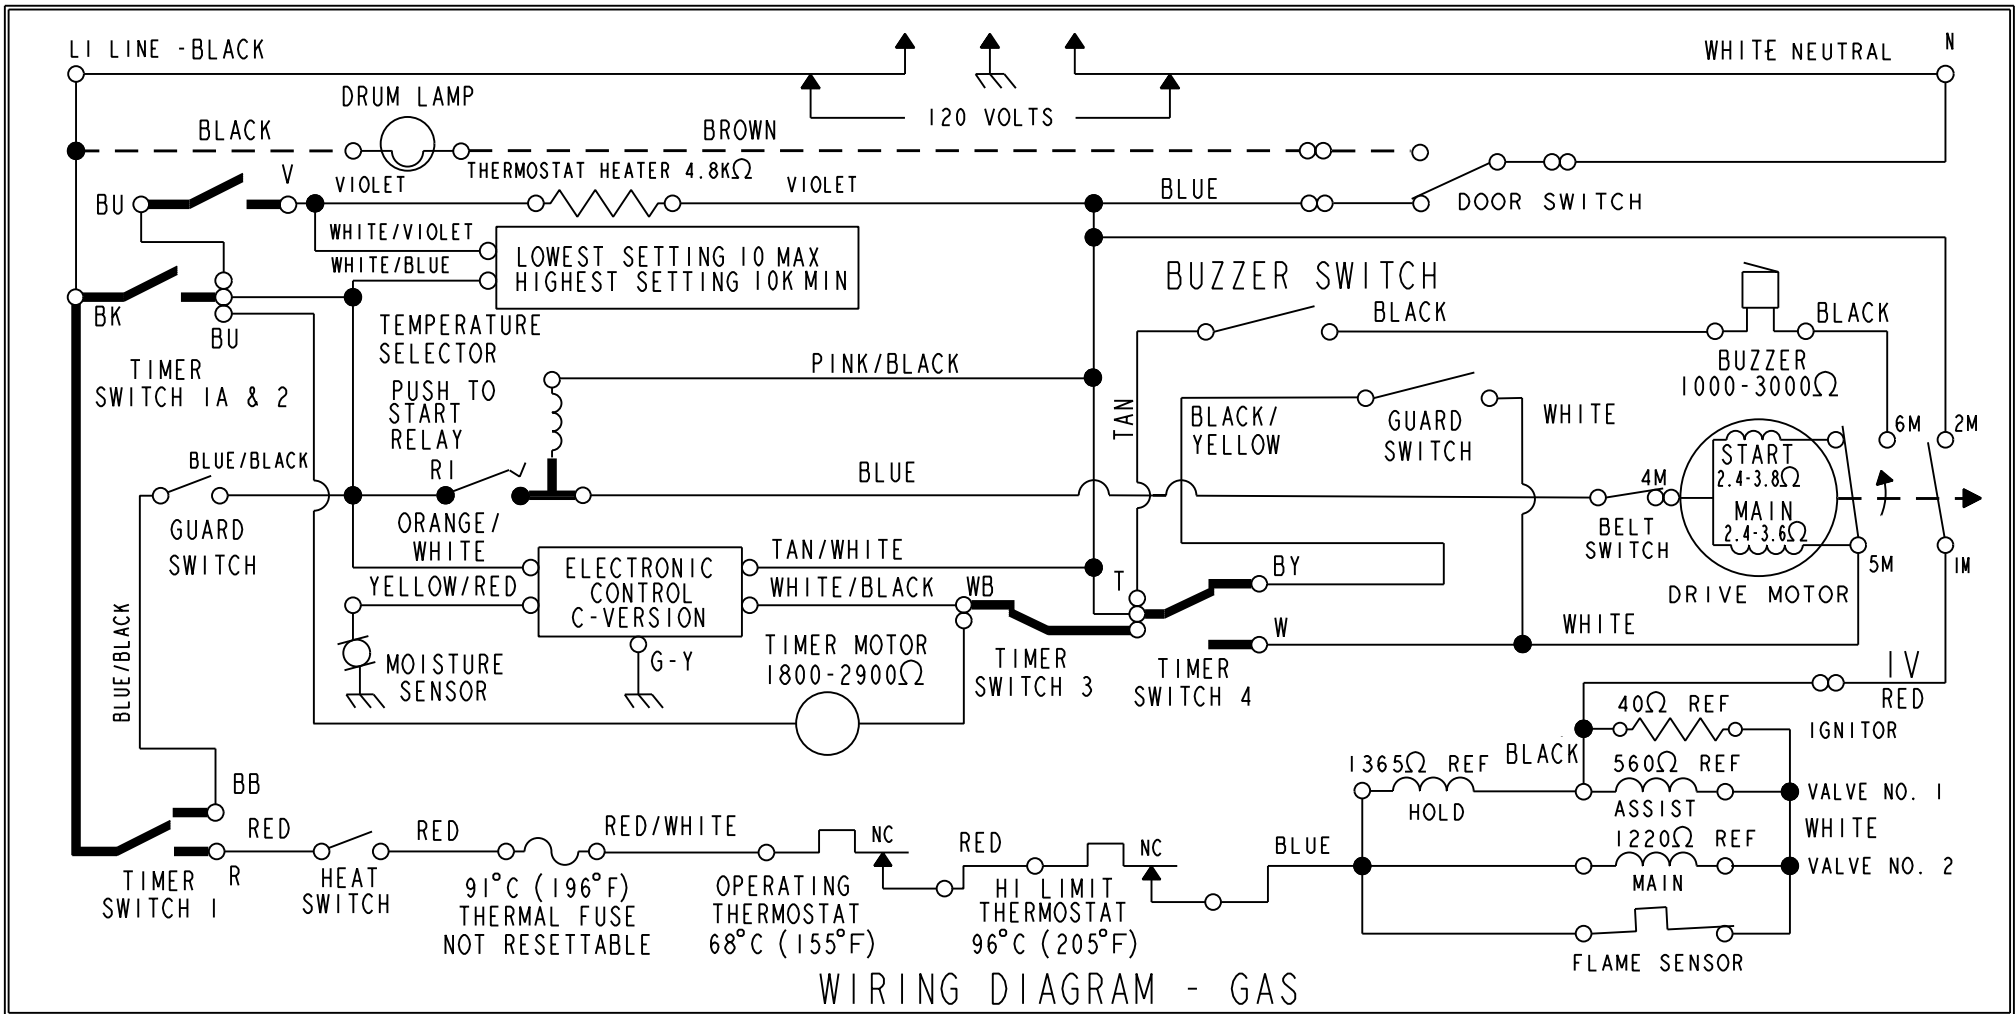 LI LINE -BLACK
WHITE NEUTRAL
N
DRUM LAMP
BLACK
BROWN
120 VOLTS
V
VIOLET
THERMOSTAT HEATER 4.8KΩ
VIOLET
BLUE
DOOR SWITCH
BU
WHITE/VIOLET
WHITE/BLUE
LOWEST SETTING 10 MAX
HIGHEST SETTING 10K MIN
BUZZER SWITCH
BLACK
BLACK
BK
BU
TEMPERATURE
SELECTOR
TIMER
SWITCH 1A & 2
PINK/BLACK
BUZZER
1000-3000Ω
PUSH TO
START
RELAY
TAN
BLACK/
YELLOW
GUARD
SWITCH
WHITE
6M
2M
BLUE/BLACK
R1
BLUE
START
2.4-3.8Ω
4M
MAIN
2.4-3.6Ω
GUARD
SWITCH
ORANGE/
WHITE
BELT
SWITCH
5M
1M
DRIVE MOTOR
ELECTRONIC
CONTROL
C-VERSION
TAN/WHITE
YELLOW/RED
WHITE/BLACK
WB
T
BY
W
WHITE
BLUE/BLACK
MOISTURE
SENSOR
G-Y
TIMER MOTOR
1800-2900Ω
TIMER
SWITCH 3
TIMER
SWITCH 4
1V
RED
40Ω REF
IGNITOR
BLACK
1365Ω REF
HOLD
560Ω REF
ASSIST
VALVE NO. 1
WHITE
BB
RED
RED
RED/WHITE
NC
RED
NC
BLUE
1220Ω REF
MAIN
VALVE NO. 2
R
TIMER
SWITCH 1
HEAT
SWITCH
91°C (196°F)
THERMAL FUSE
NOT RESETTABLE
OPERATING
THERMOSTAT
68°C (155°F)
HI LIMIT
THERMOSTAT
96°C (205°F)
FLAME SENSOR
WIRING DIAGRAM - GAS